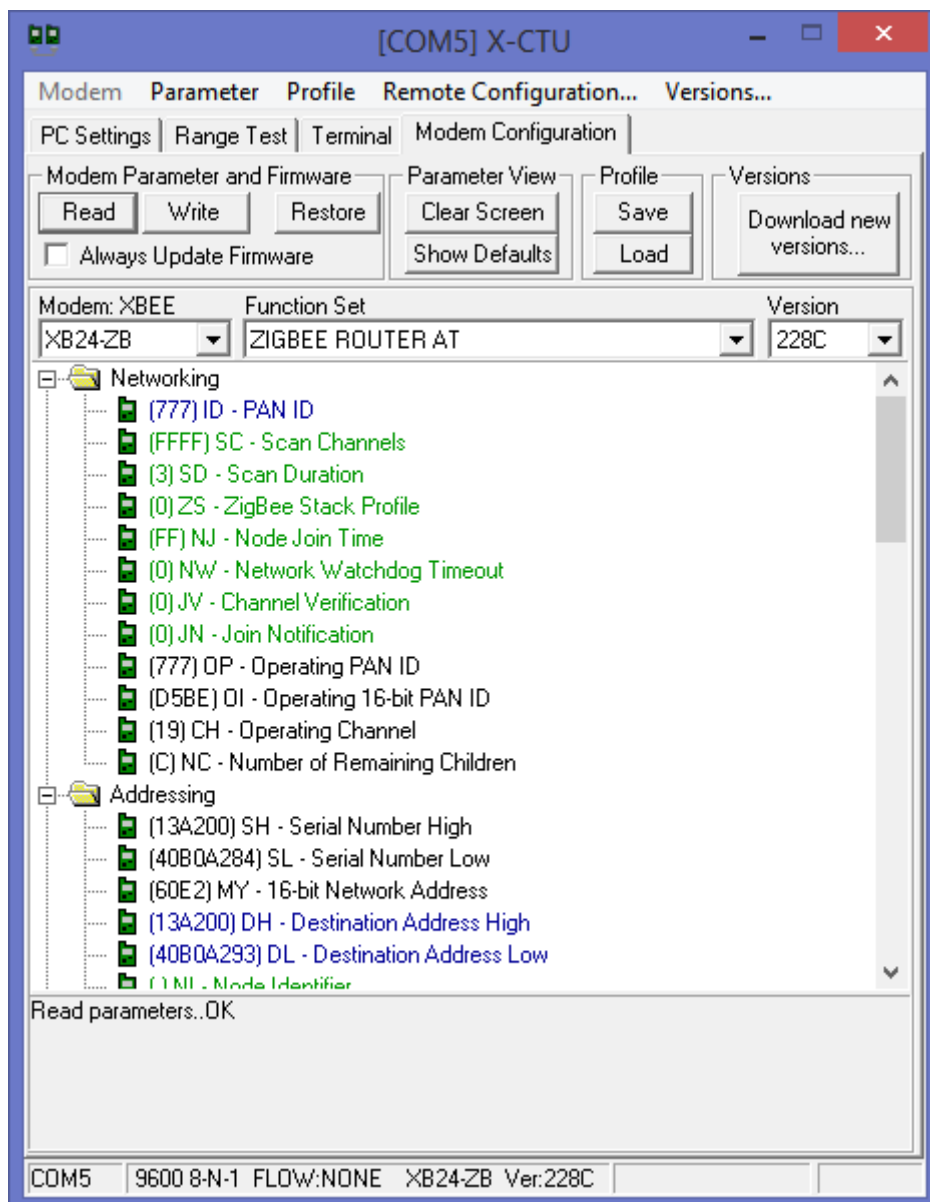 [COM5] X-CTU
Modem Parameter Profile Remote Configuration... Versions...
PC Settings Range Test Terminal Modem Configuration
Modem Parameter and Firmware Parameter View Profile Versions
Read Write Restore Clear Screen Save Download new versions...
Always Update Firmware Show Defaults Load
Modem: XBEE Function Set Version
XB24-ZB ZIGBEE ROUTER AT 228C
Networking
(777) ID - PAN ID
(FFFF) SC - Scan Channels
(3) SD - Scan Duration
(0) ZS - ZigBee Stack Profile
(FF) NJ - Node Join Time
(0) NW - Network Watchdog Timeout
(0) JV - Channel Verification
(0) JN - Join Notification
(777) OP - Operating PAN ID
(D5BE) OI - Operating 16-bit PAN ID
(19) CH - Operating Channel
(C) NC - Number of Remaining Children
Addressing
(13A200) SH - Serial Number High
(40B0A284) SL - Serial Number Low
(60E2) MY - 16-bit Network Address
(13A200) DH - Destination Address High
(40B0A293) DL - Destination Address Low
( ) NI - Node Identifier
Read parameters..OK
COM5 9600 8-N-1 FLOW:NONE XB24-ZB Ver:228C